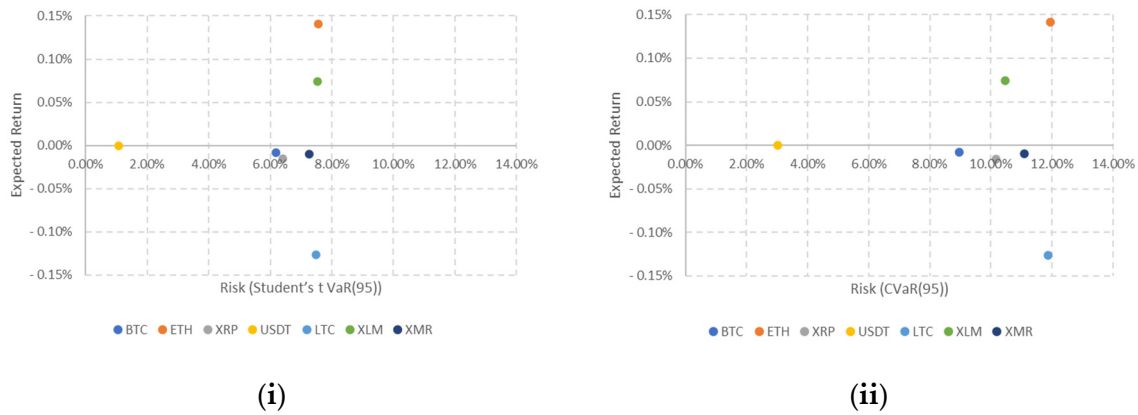 0.15%
0.10%
0.05%
0.00%
0.00% 2.00% 4.00% 6.00% 8.00% 10.00% 12.00% 14.00%
- 0.05%
- 0.10%
- 0.15%
Expected Return
Risk (Student's t VaR(95))
BTC ETH XRP USDT LTC XLM XMR
(i)
0.15%
0.10%
0.05%
0.00%
0.00% 2.00% 4.00% 6.00% 8.00% 10.00% 12.00% 14.00%
- 0.05%
- 0.10%
- 0.15%
Expected Return
Risk (CVaR(95))
BTC ETH XRP USDT LTC XLM XMR
(ii)